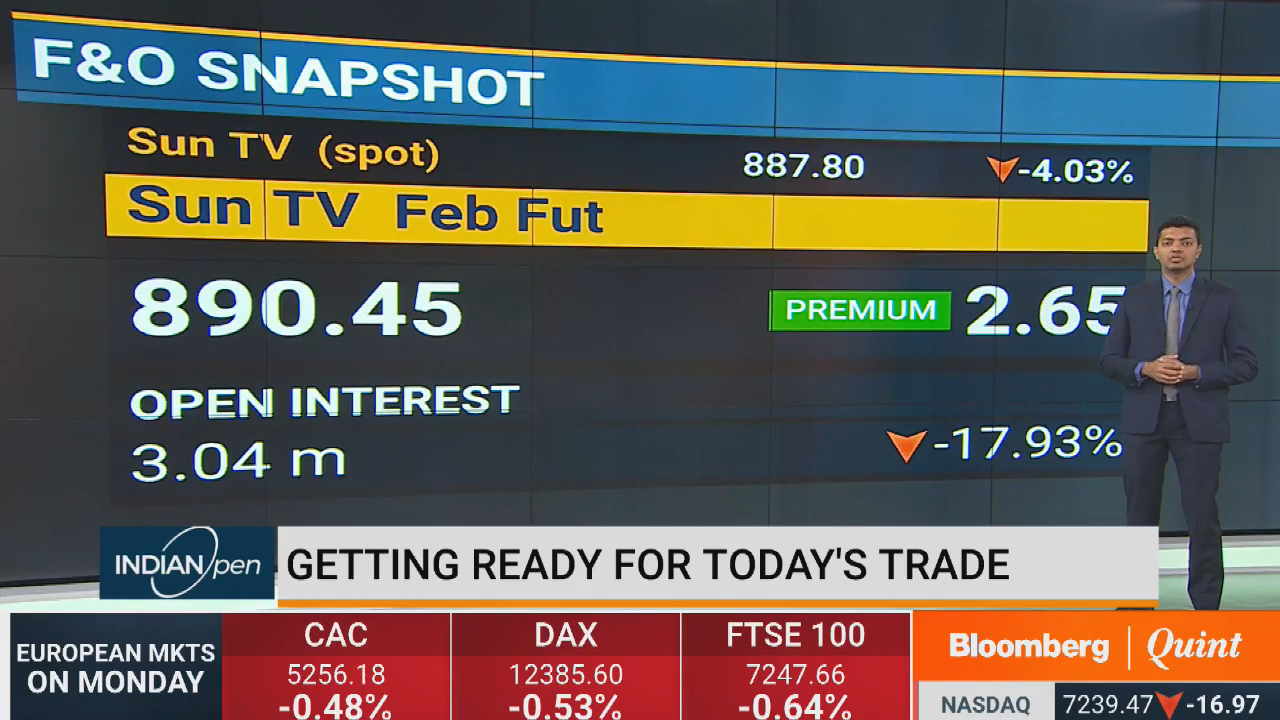 F&O SNAPSHOT
Sun TV (spot) 887.80 -4.03%
Sun TV Feb Fut
890.45 PREMIUM 2.65
OPEN INTEREST
3.04 m -17.93%
INDIAN Open GETTING READY FOR TODAY'S TRADE
EUROPEAN MKTS
ON MONDAY
CAC
5256.18
-0.48%
DAX
12385.60
-0.53%
FTSE 100
7247.66
-0.64%
Bloomberg | Quint
NASDAQ 7239.47 -16.97